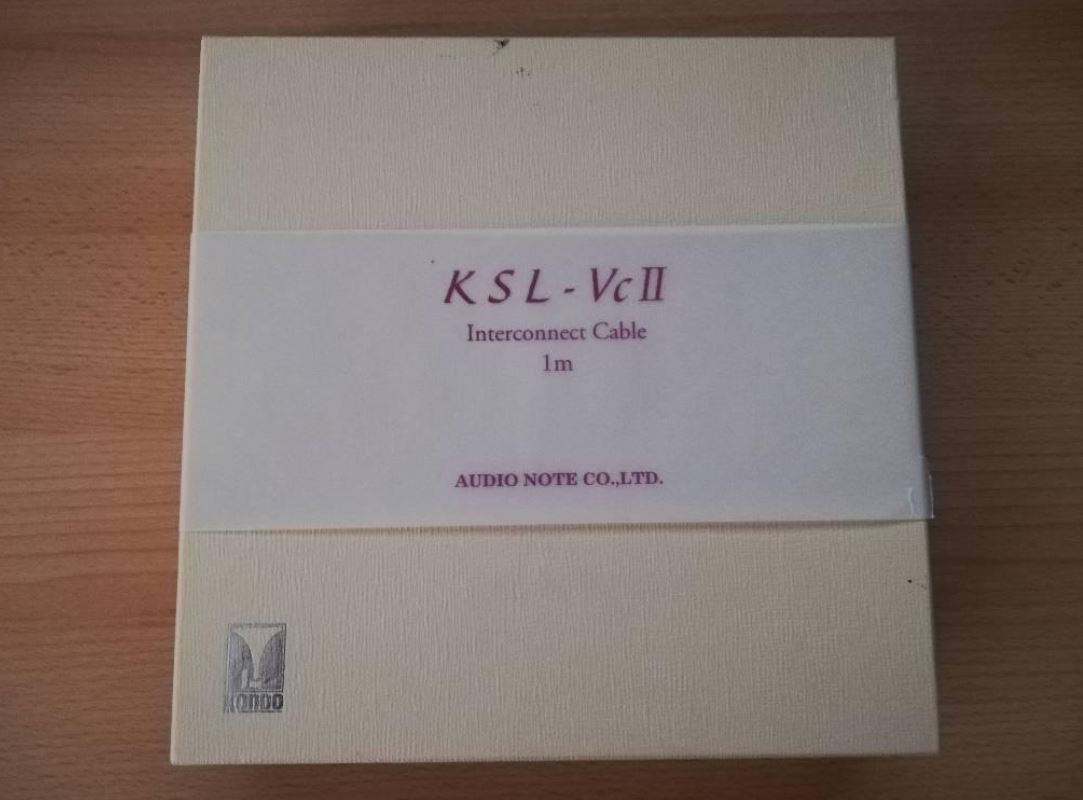 KSL-VcII
Interconnect Cable
1m
AUDIO NOTE CO.,LTD.
KONDO